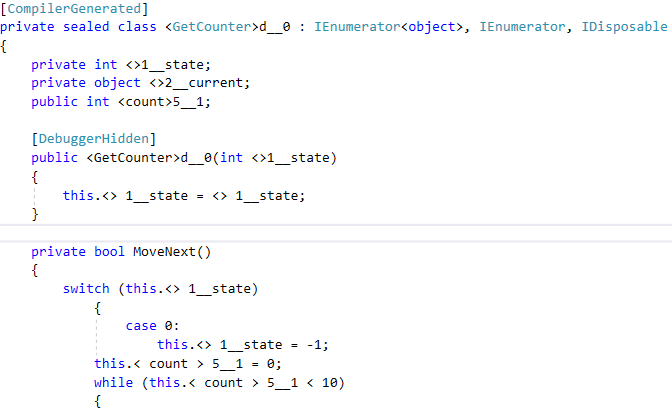 [CompilerGenerated]
private sealed class <GetCounter>d__0 : IEnumerator<object>, IEnumerator, IDisposable
{
private int <>1__state;
private object <>2__current;
public int <count>5__1;
[DebuggerHidden]
public <GetCounter>d__0(int <>1__state)
{
this.<> 1__state = <> 1__state;
}
private bool MoveNext()
{
switch (this.<> 1__state)
{
case 0:
this.<> 1__state = -1;
this.< count > 5__1 = 0;
while (this.< count > 5__1 < 10)
{